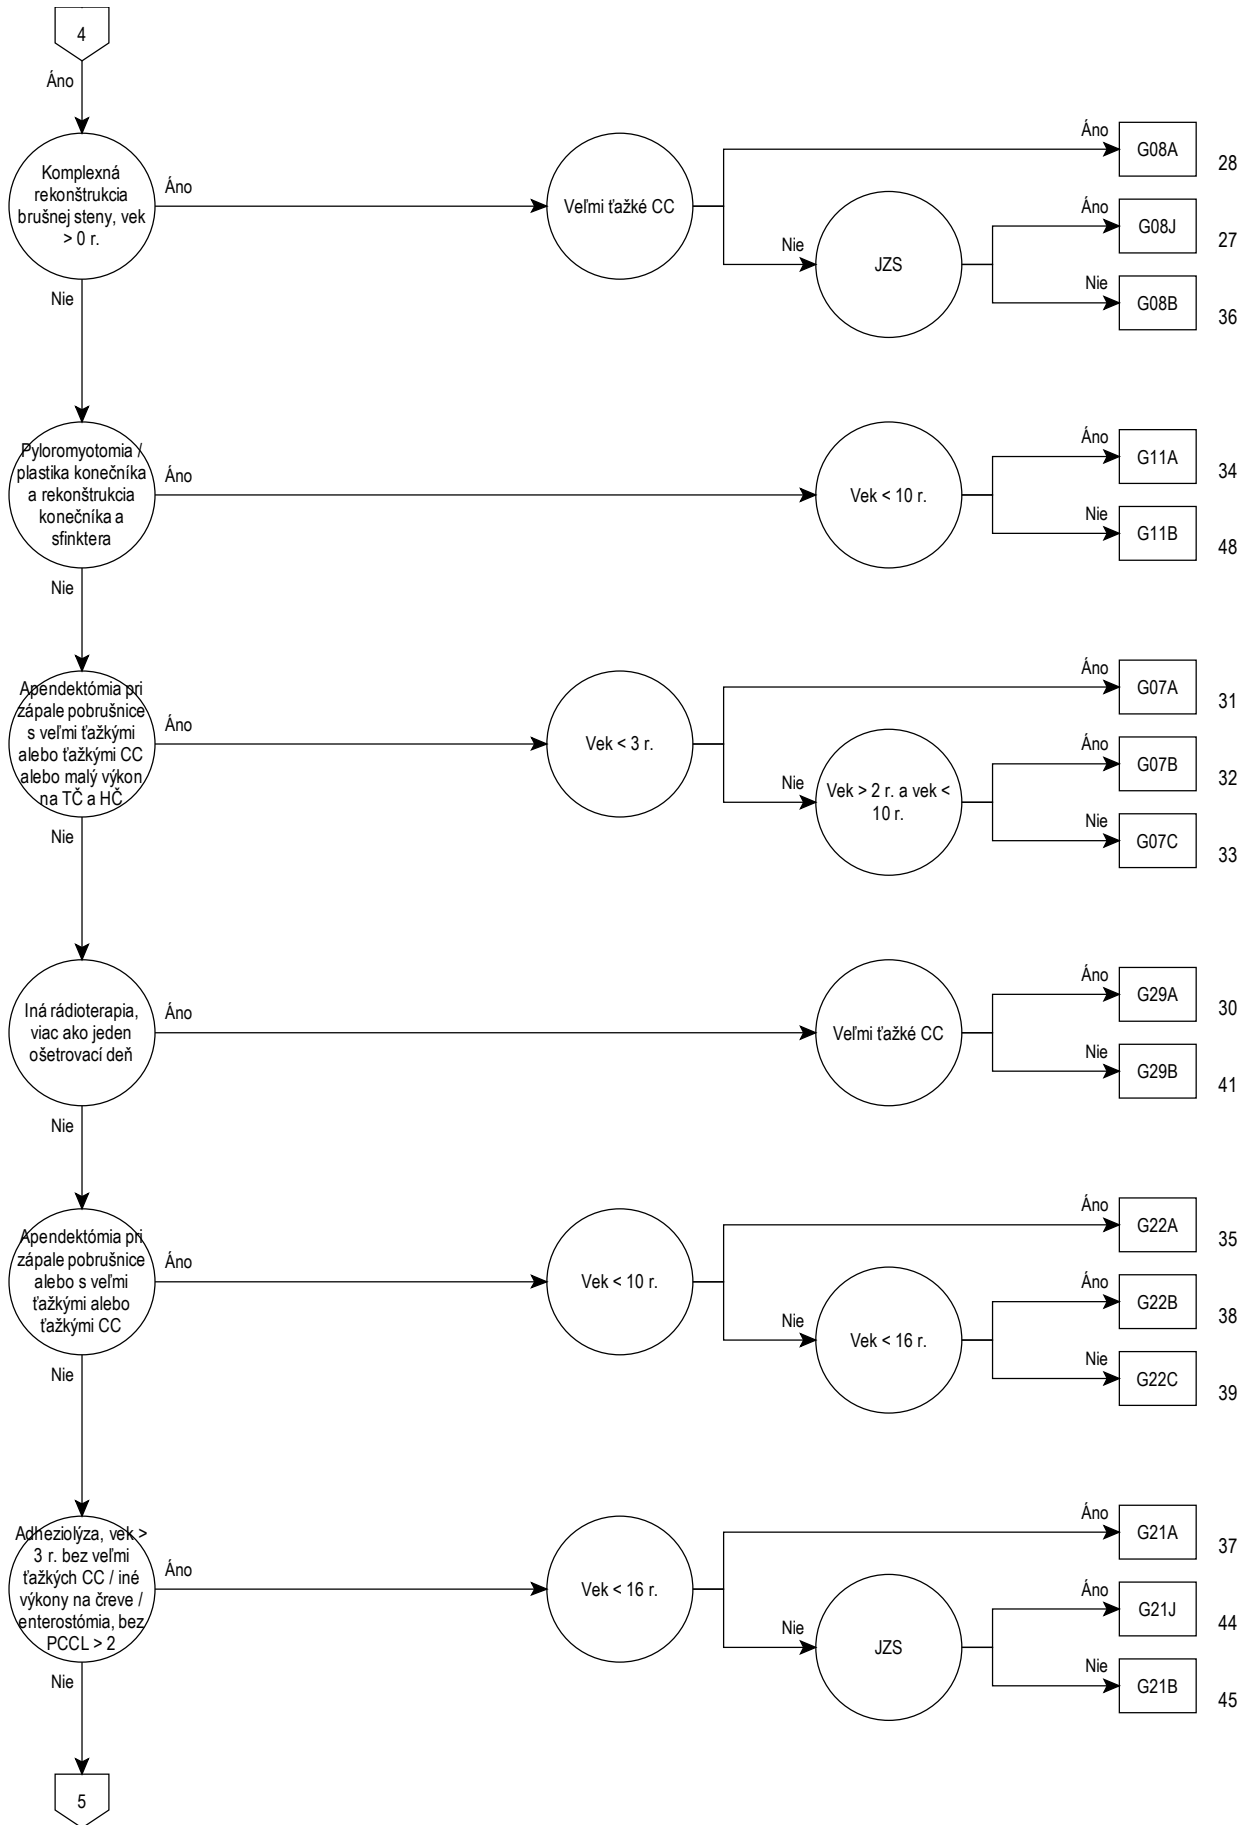 4
Áno
Komplexná
rekonštrukcia
brušnej steny, vek
> 0 r.
Áno
Veľmi ťažké CC
Áno
G08A
28
Nie
JZS
Áno
G08J
27
Nie
G08B
36
Nie
Pyloromyotomia /
plastika konečníka
a rekonštrukcia
konečníka a
sfinktera
Áno
Vek < 10 r.
Áno
G11A
34
Nie
G11B
48
Nie
Apendektómia pri
zápale pobrušnice
s veľmi ťažkými
alebo ťažkými CC
alebo malý výkon
na TČ a HČ
Áno
Vek < 3 r.
Áno
G07A
31
Nie
Vek > 2 r. a vek <
10 r.
Áno
G07B
32
Nie
G07C
33
Nie
Iná rádioterapia,
viac ako jeden
ošetrovací deň
Áno
Veľmi ťažké CC
Áno
G29A
30
Nie
G29B
41
Nie
Apendektómia pri
zápale pobrušnice
alebo s veľmi
ťažkými alebo
ťažkými CC
Áno
Vek < 10 r.
Áno
G22A
35
Nie
Vek < 16 r.
Áno
G22B
38
Nie
G22C
39
Nie
Adheziolýza, vek >
3 r. bez veľmi
ťažkých CC / iné
výkony na čreve /
enterostómia, bez
PCCL > 2
Áno
Vek < 16 r.
Áno
G21A
37
Nie
JZS
Áno
G21J
44
Nie
G21B
45
Nie
5